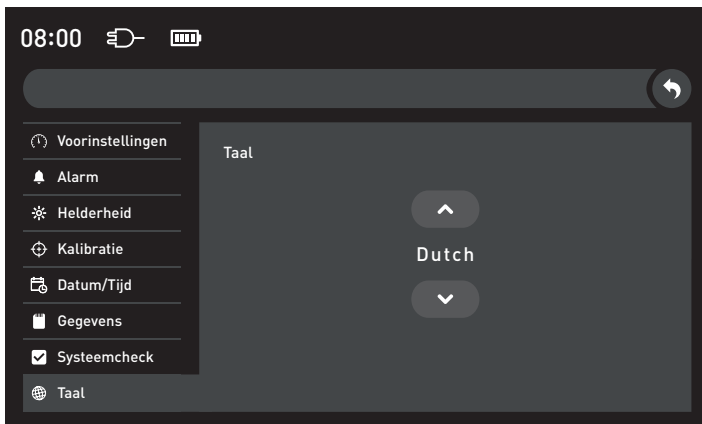 08:00
Voorinstellingen
Alarm
Helderheid
Kalibratie
Datum/Tijd
Gegevens
Systeemcheck
Taal
Taal
Dutch